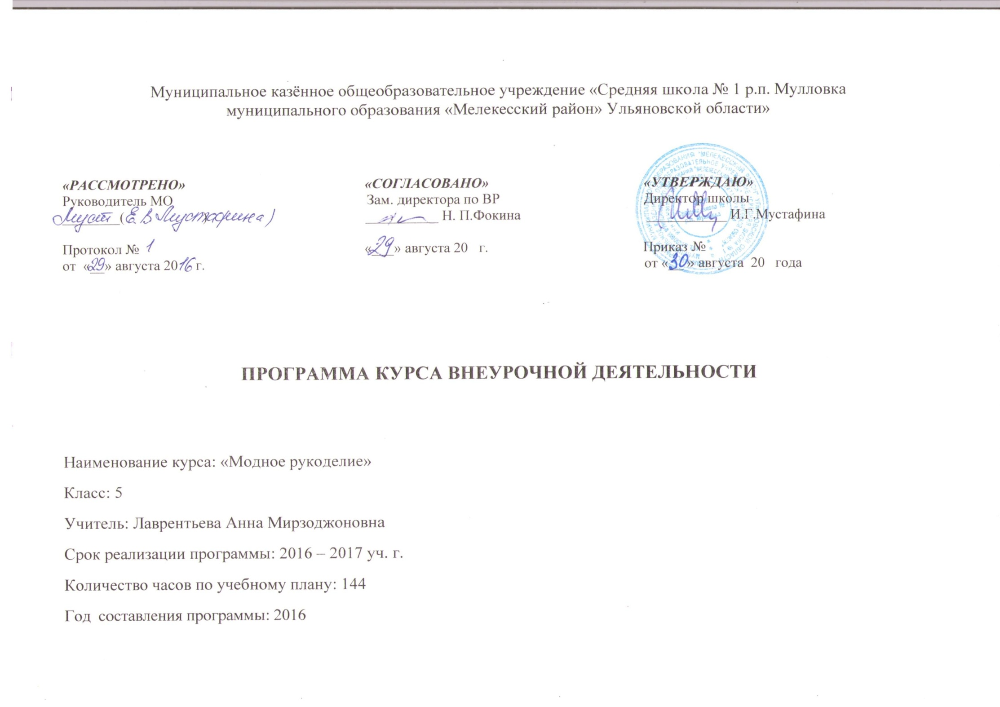 Муниципальное казённое общеобразовательное учреждение «Средняя школа № 1 р.п. Мулловка
муниципального образования «Мелекесский район» Ульяновской области»
«РАССМОТРЕНО»
Руководитель МО
Муст (Е. В Мустафина)
Протокол № 1
от «29» августа 2016 г.
«СОГЛАСОВАНО»
Зам. директора по ВР
Н. П.Фокина
«29» августа 20 г.
«УТВЕРЖДАЮ»
Директор школы
И.Г.Мустафина
Приказ №
от «30» августа 20 года
ПРОГРАММА КУРСА ВНЕУРОЧНОЙ ДЕЯТЕЛЬНОСТИ
Наименование курса: «Модное рукоделие»
Класс: 5
Учитель: Лаврентьева Анна Мирзоджоновна
Срок реализации программы: 2016 – 2017 уч. г.
Количество часов по учебному плану: 144
Год составления программы: 2016